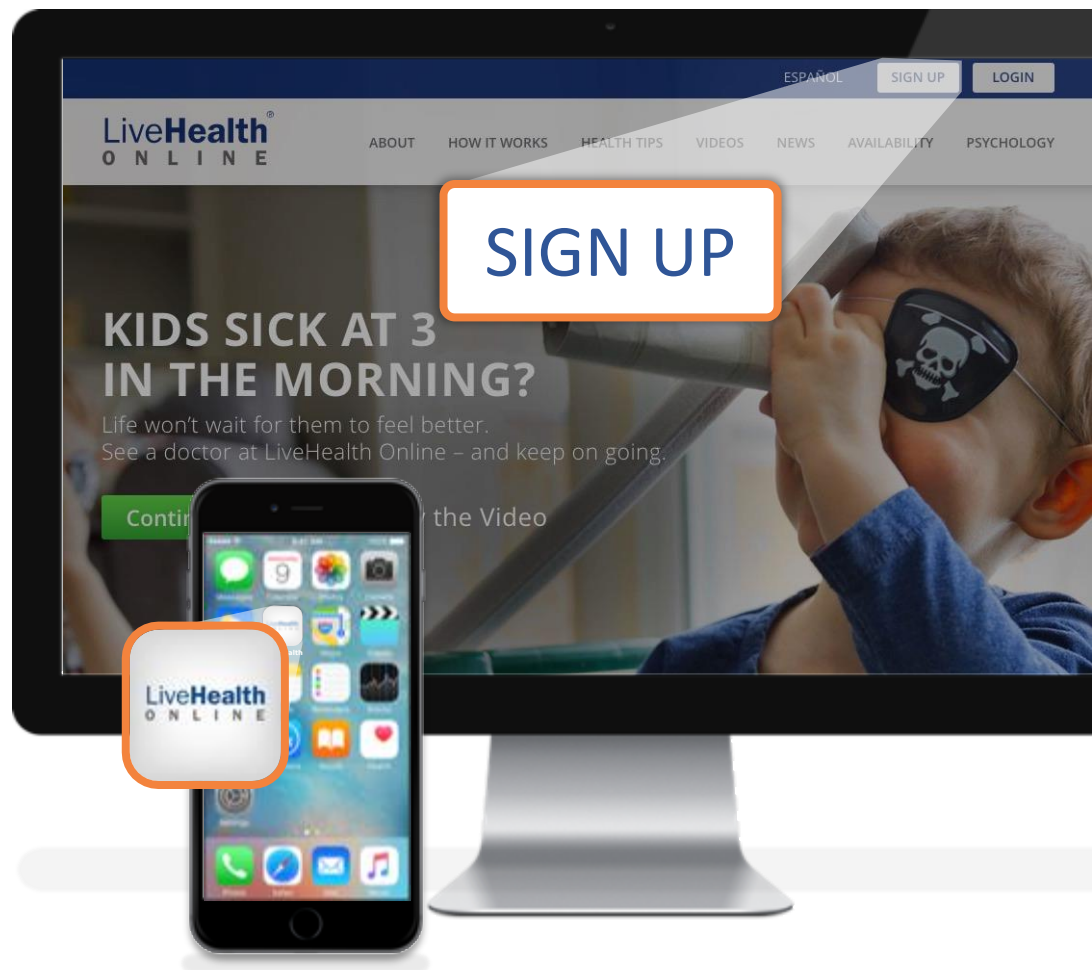 ESPAÑOL SIGN UP LOGIN
LiveHealth®
ONLINE
ABOUT HOW IT WORKS HEALTH TIPS VIDEOS NEWS AVAILABILITY PSYCHOLOGY
SIGN UP
KIDS SICK AT 3
IN THE MORNING?
Life won’t wait for them to feel better.
See a doctor at LiveHealth Online – and keep on going.
the Video
9
LiveHealth
ONLINE